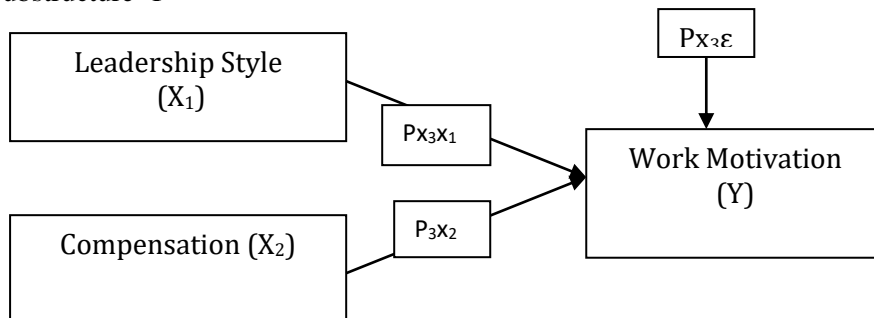 Px₃ε
Leadership Style
(X₁)
Px₃x₁
Work Motivation
(Y)
P₃x₂
Compensation (X₂)